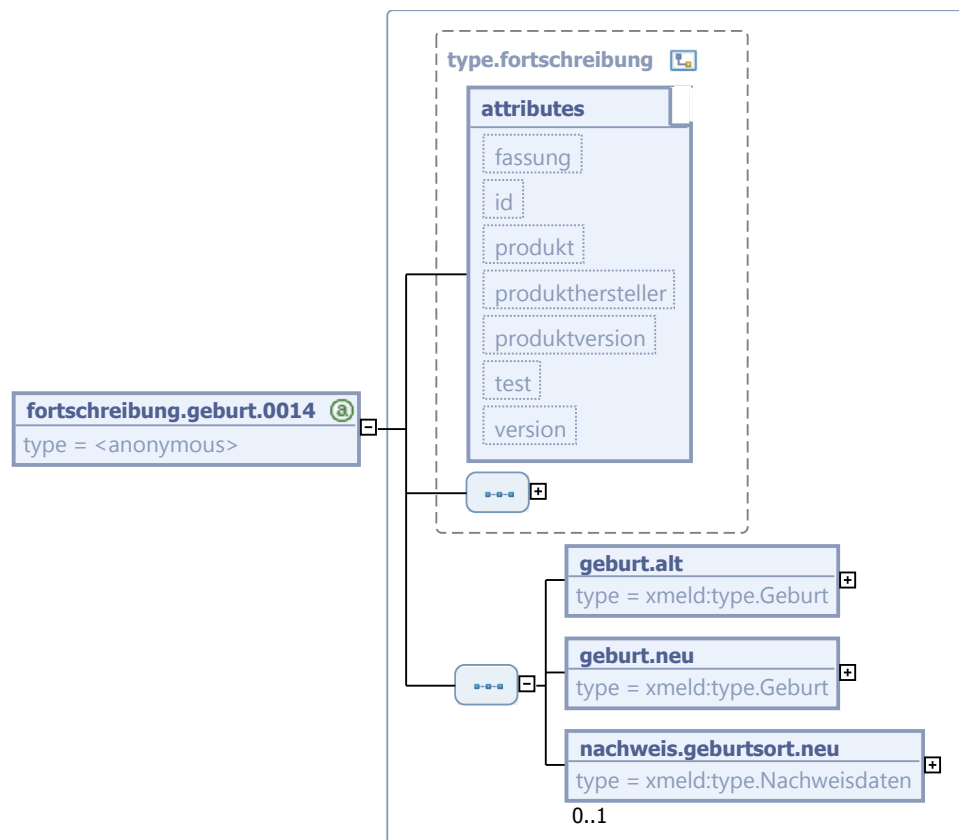 type.fortschreibung
attributes
fassung
id
produkt
produkthersteller
produktversion
test
version
fortschreibung.geburt.0014 a
type = <anonymous>
geburt.alt
type = xmeld:type.Geburt
geburt.neu
type = xmeld:type.Geburt
nachweis.geburtsort.neu
type = xmeld:type.Nachweisdaten
0..1